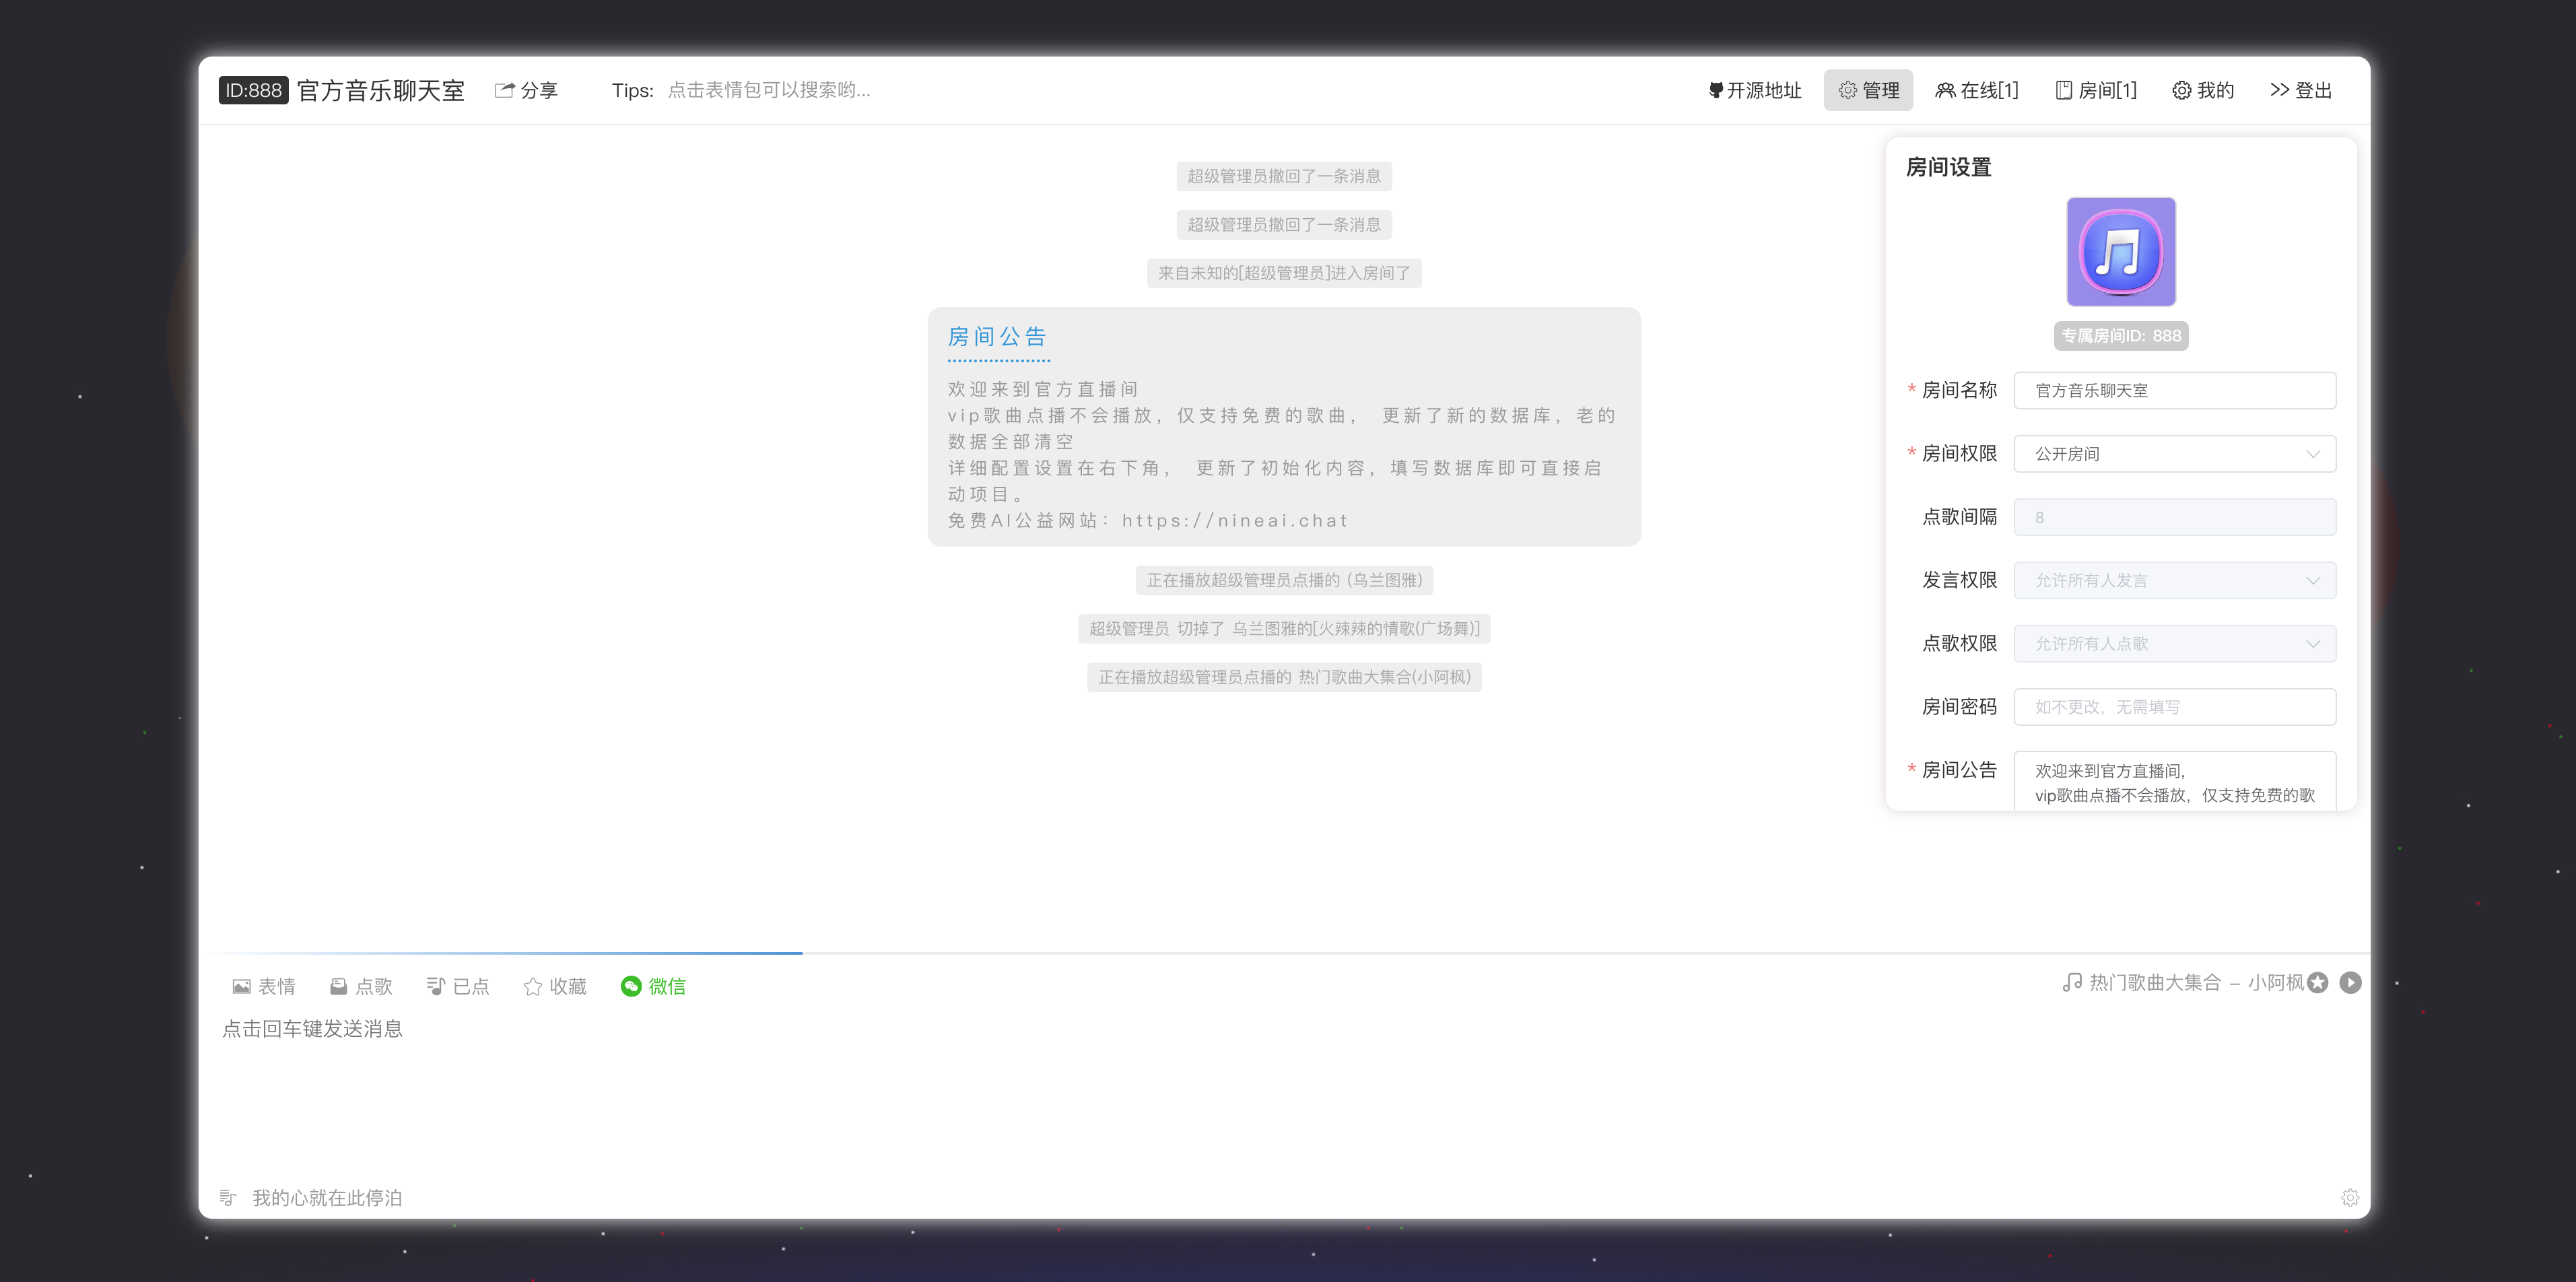 ID:888 官方音乐聊天室 分享 Tips: 点击表情包可以搜索哟... 开源地址 管理 在线[1] 房间[1] 我的 登出
超级管理员撤回了一条消息
超级管理员撤回了一条消息
来自未知的[超级管理员]进入房间了
房间公告
欢迎来到官方直播间
vip歌曲点播不会播放，仅支持免费的歌曲， 更新了新的数据库，老的
数据全部清空
详细配置设置在右下角， 更新了初始化内容，填写数据库即可直接启
动项目。
免费AI公益网站：https://nineai.chat
正在播放超级管理员点播的 (乌兰图雅)
超级管理员 切掉了 乌兰图雅的[火辣辣的情歌(广场舞)]
正在播放超级管理员点播的 热门歌曲大集合(小阿枫)
房间设置
专属房间ID: 888
* 房间名称 官方音乐聊天室
* 房间权限 公开房间
点歌间隔 8
发言权限 允许所有人发言
点歌权限 允许所有人点歌
房间密码 如不更改，无需填写
* 房间公告 欢迎来到官方直播间,
vip歌曲点播不会播放，仅支持免费的歌
表情 点歌 已点 收藏 微信 热门歌曲大集合 - 小阿枫
点击回车键发送消息
我的心就在此停泊